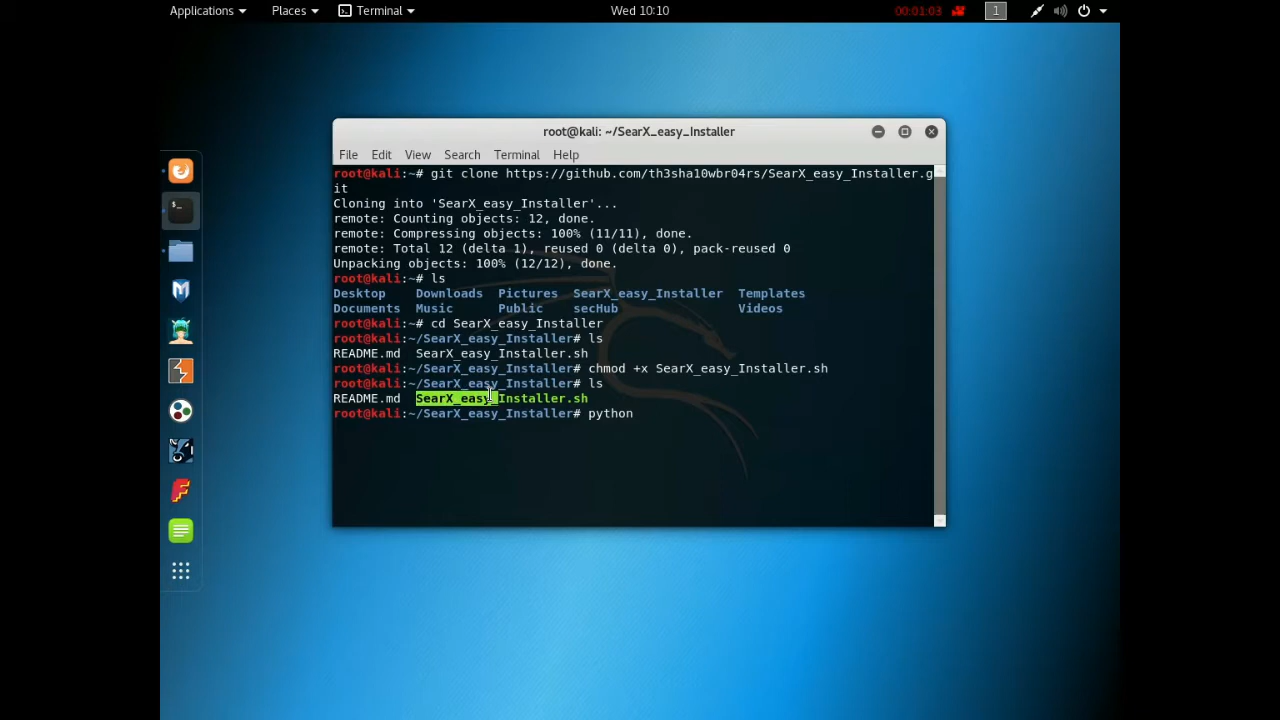 Applications Places Terminal Wed 10:10 00:01:03 1
root@kali: ~/SearX_easy_Installer
File Edit View Search Terminal Help
root@kali:~# git clone https://github.com/th3sha10wbr04rs/SearX_easy_Installer.g
it
Cloning into 'SearX_easy_Installer'...
remote: Counting objects: 12, done.
remote: Compressing objects: 100% (11/11), done.
remote: Total 12 (delta 1), reused 0 (delta 0), pack-reused 0
Unpacking objects: 100% (12/12), done.
root@kali:~# ls
Desktop Downloads Pictures SearX_easy_Installer Templates
Documents Music Public secHub Videos
root@kali:~# cd SearX_easy_Installer
root@kali:~/SearX_easy_Installer# ls
README.md SearX_easy_Installer.sh
root@kali:~/SearX_easy_Installer# chmod +x SearX_easy_Installer.sh
root@kali:~/SearX_easy_Installer# ls
README.md SearX_easy_Installer.sh
root@kali:~/SearX_easy_Installer# python